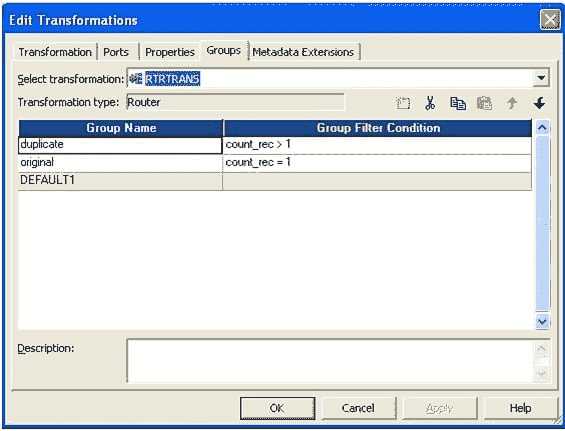 Edit Transformations
Transformation Ports Properties Groups Metadata Extensions
Select transformation: RTRTRANS
Transformation type: Router
Group Name Group Filter Condition
duplicate count_rec > 1
original count_rec = 1
DEFAULT1
Description:
OK Cancel Apply Help